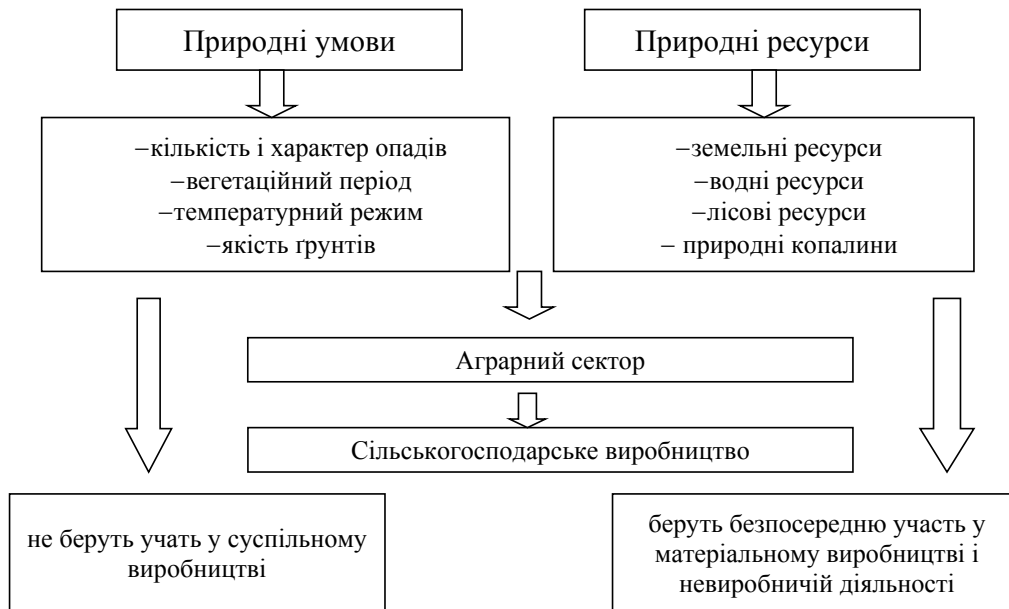 Природні умови
Природні ресурси
–кількість і характер опадів
–вегетаційний період
–температурний режим
–якість ґрунтів
–земельні ресурси
–водні ресурси
–лісові ресурси
– природні копалини
Аграрний сектор
Сільськогосподарське виробництво
не беруть учать у суспільному
виробництві
беруть безпосередню участь у
матеріальному виробництві і
невиробничій діяльності